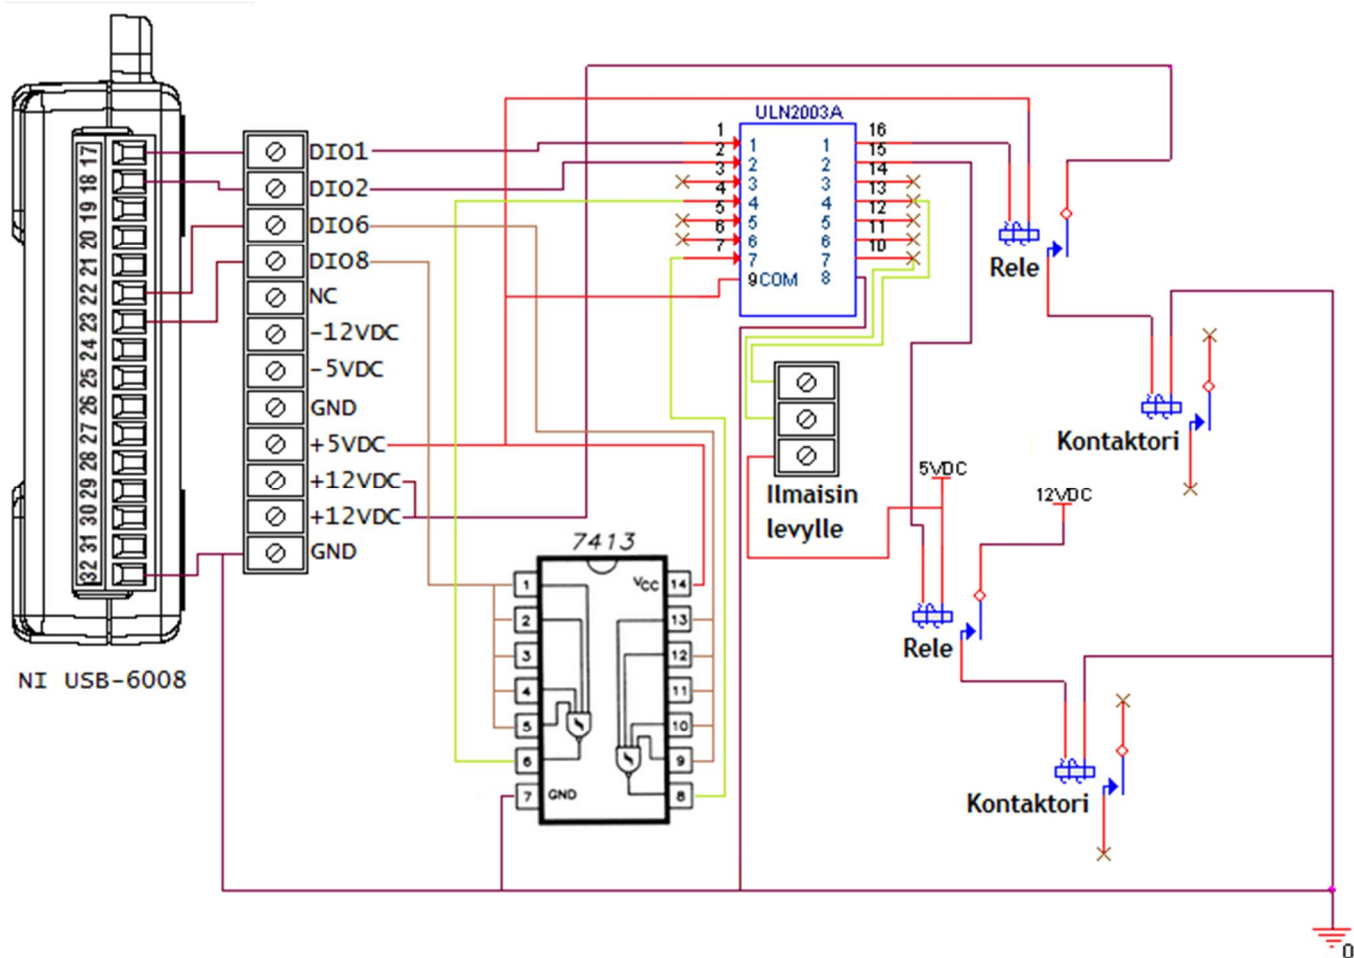 17
18
19
20
21
22
23
24
25
26
27
28
29
30
31
32
NI USB-6008
DIO1
DIO2
DIO6
DIO8
NC
-12VDC
-5VDC
GND
+5VDC
+12VDC
+12VDC
GND
ULN2003A
1
2
3
4
5
6
7
1 1
2 2
3 3
4 4
5 5
6 6
7 7
9 COM 8
16
15
14
13
12
11
10
Rele
Kontaktori
Ilmaisin
levylle
5VDC
12VDC
Rele
Kontaktori
7413
1 VCC 14
2 13
3 12
4 11
5 10
6 9
7 GND 8
0